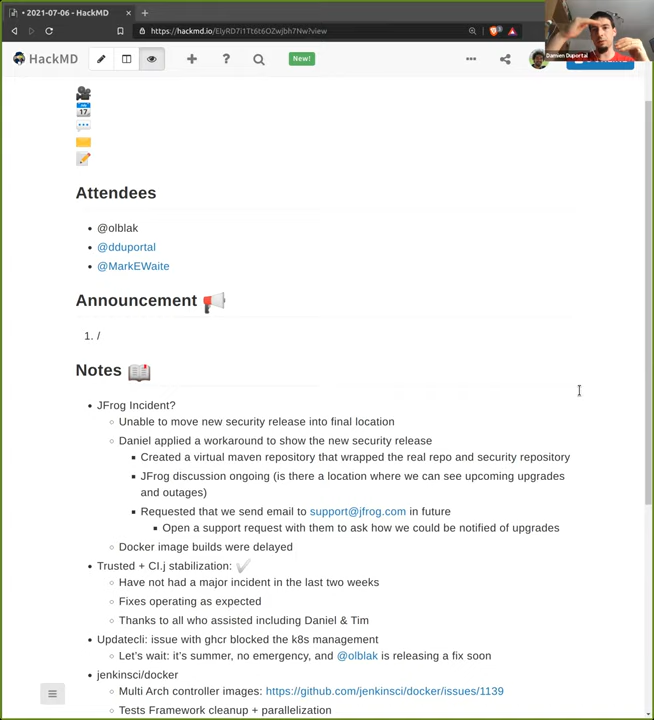 • 2021-07-06 - HackMD
https://hackmd.io/ElyRD7i1Tt6t6OZwjbh7Nw?view
HackMD
New!
Damien Duportal
Attendees
• @olblak
• @dduportal
• @MarkEWaite
Announcement
1. /
Notes
• JFrog Incident?
◦ Unable to move new security release into final location
◦ Daniel applied a workaround to show the new security release
▪ Created a virtual maven repository that wrapped the real repo and security repository
▪ JFrog discussion ongoing (is there a location where we can see upcoming upgrades
and outages)
▪ Requested that we send email to support@jfrog.com in future
▪ Open a support request with them to ask how we could be notified of upgrades
◦ Docker image builds were delayed
• Trusted + CI.j stabilization:
◦ Have not had a major incident in the last two weeks
◦ Fixes operating as expected
◦ Thanks to all who assisted including Daniel & Tim
• Updatecli: issue with ghcr blocked the k8s management
◦ Let's wait: it's summer, no emergency, and @olblak is releasing a fix soon
• jenkinsci/docker
◦ Multi Arch controller images: https://github.com/jenkinsci/docker/issues/1139
◦ Tests Framework cleanup + parallelization